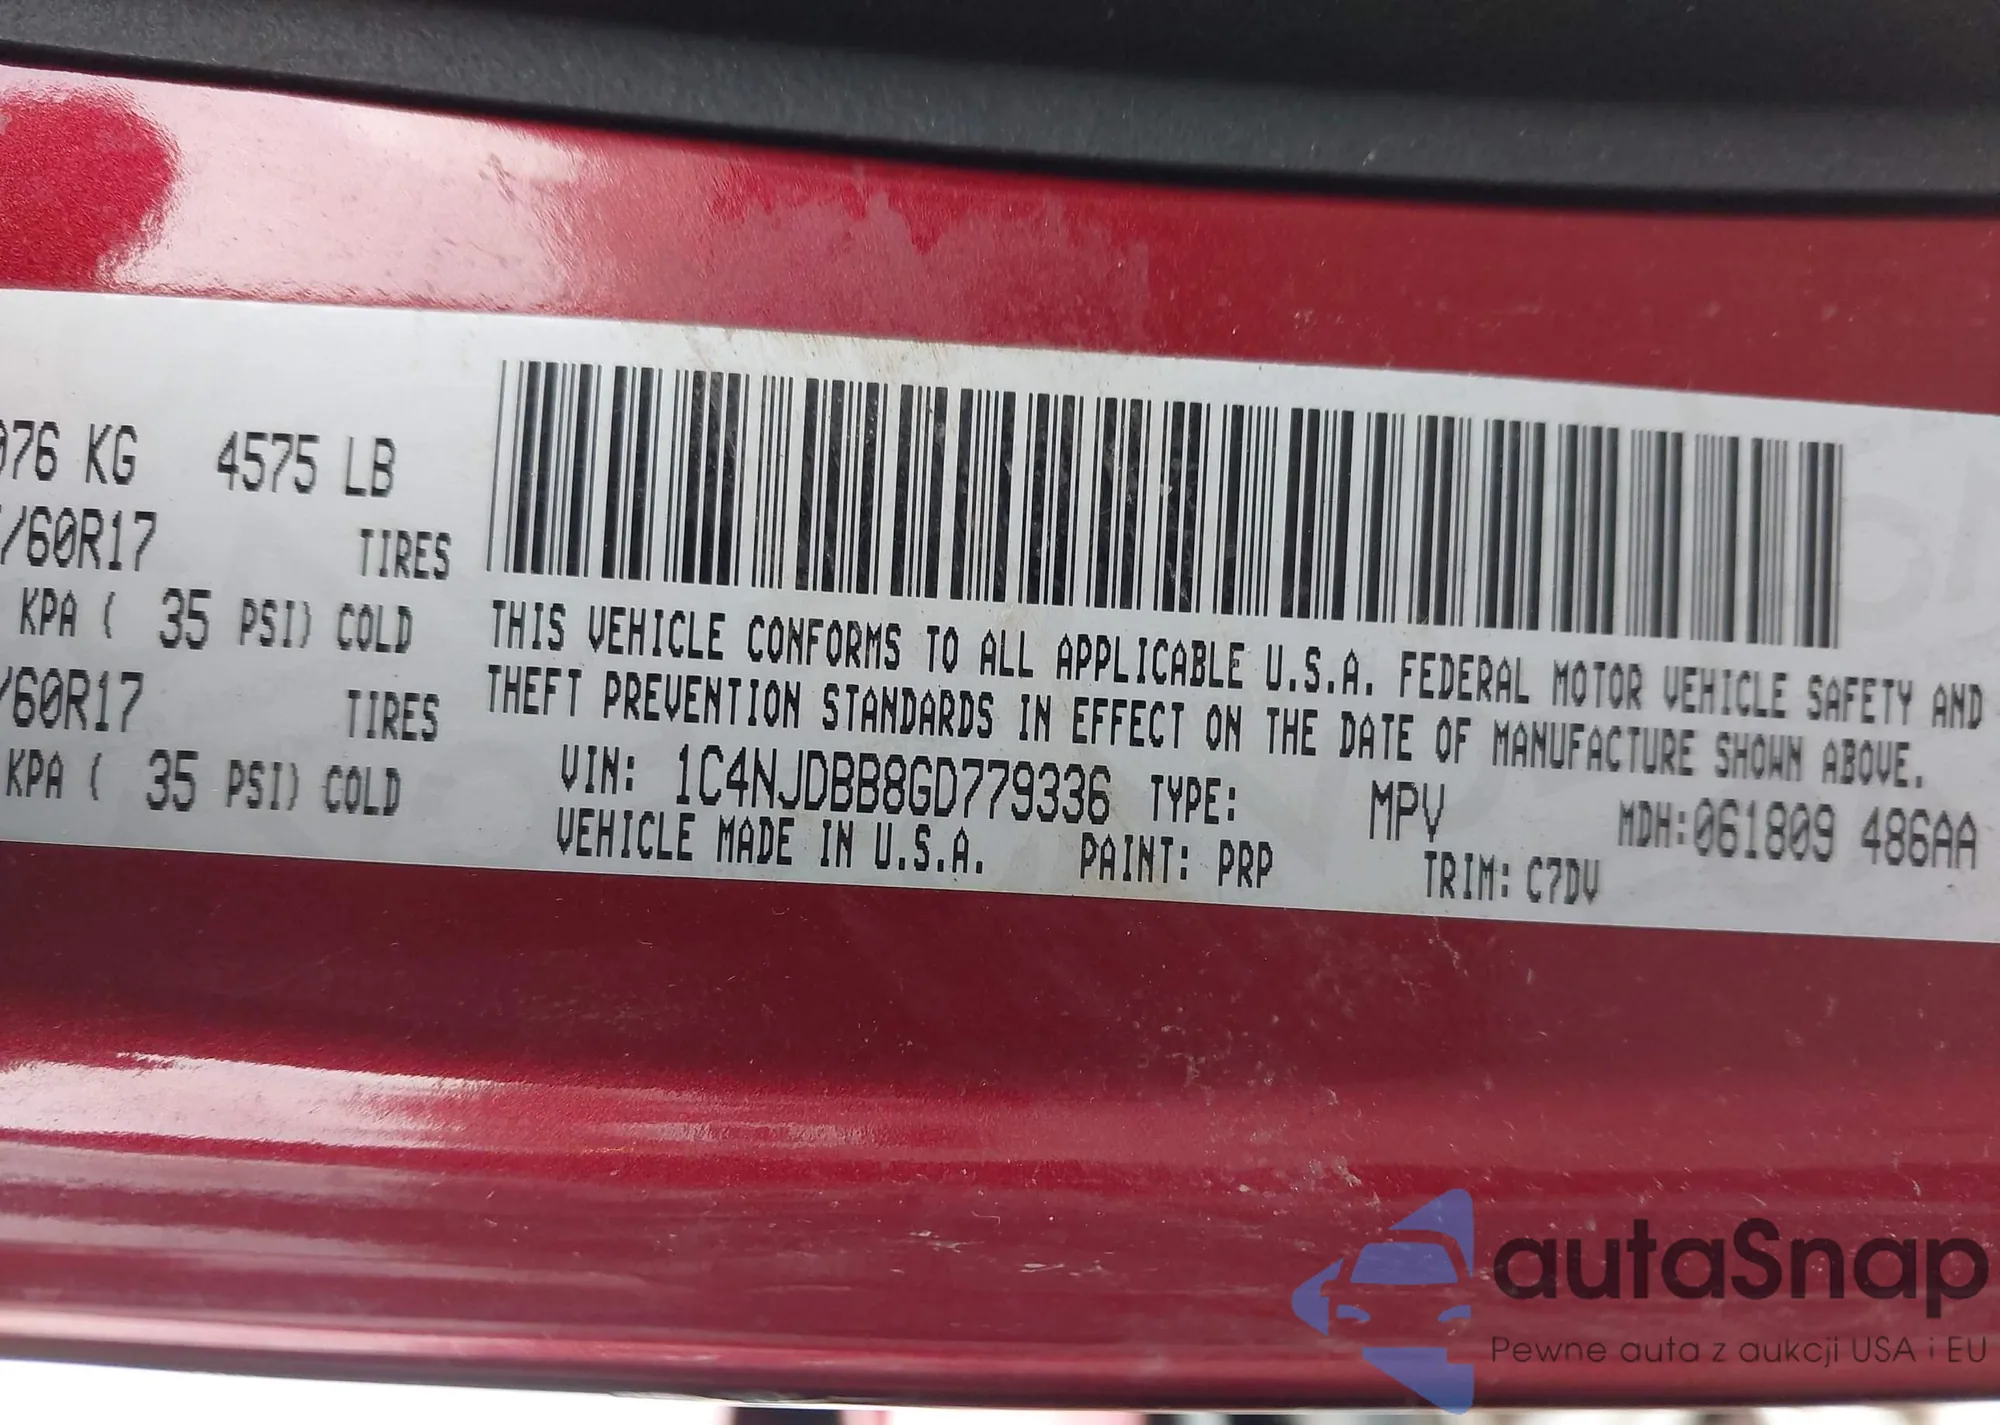 076 KG 4575 LB
/60R17 TIRES
KPA ( 35 PSI) COLD
/60R17 TIRES
KPA ( 35 PSI) COLD
THIS VEHICLE CONFORMS TO ALL APPLICABLE U.S.A. FEDERAL MOTOR VEHICLE SAFETY AND
THEFT PREVENTION STANDARDS IN EFFECT ON THE DATE OF MANUFACTURE SHOWN ABOVE.
VIN: 1C4NJDBB8GD779336 TYPE: MPV MDH:061809 486AA
VEHICLE MADE IN U.S.A. PAINT: PRP TRIM: C7DV
autaSnap
Pewne auta z aukcji USA i EU